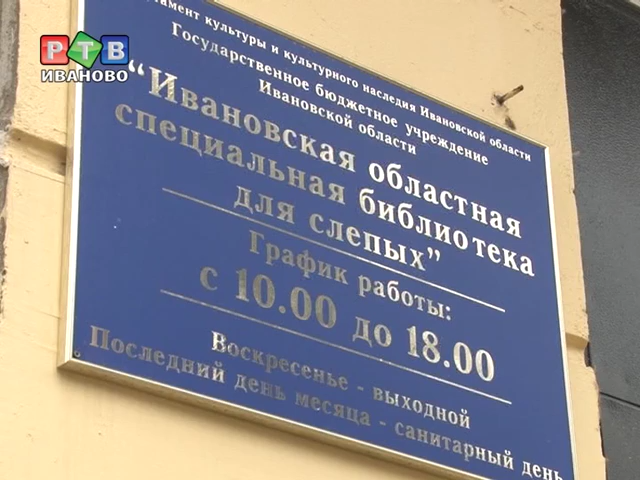 РТВ
ИВАНОВО
культуры и культурного наследия Ивановской области
Государственное бюджетное учреждение
Ивановской области
“Ивановская областная
специальная библиотека
для слепых”
График работы:
с 10.00 до 18.00
Воскресенье - выходной
Последний день месяца - санитарный день